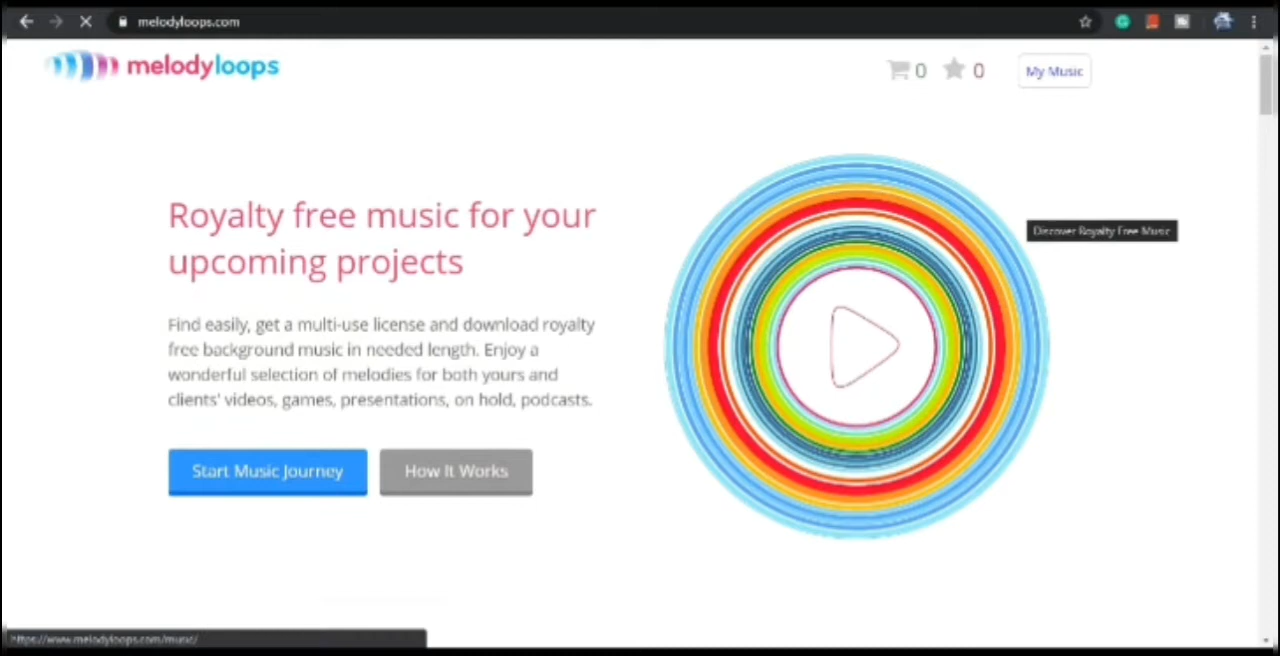 melodyloops.com
melodyloops
0
0
My Music
Royalty free music for your
upcoming projects
Discover Royalty Free Music
Find easily, get a multi-use license and download royalty
free background music in needed length. Enjoy a
wonderful selection of melodies for both yours and
clients' videos, games, presentations, on hold, podcasts.
Start Music Journey
How It Works
https://www.melodyloops.com/music/